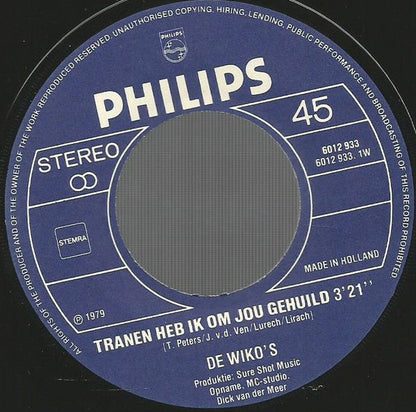 ALL RIGHTS OF THE PRODUCER AND OF THE OWNER OF THE WORK REPRODUCED RESERVED. UNAUTHORISED COPYING, HIRING, LENDING, PUBLIC PERFORMANCE AND BROADCASTING OF THIS RECORD PROHIBITED
PHILIPS
PHILIPS
45
STEREO
6012 933
6012 933. 1W
STEMRA
MADE IN HOLLAND
℗ 1979
TRANEN HEB IK OM JOU GEHUILD 3'21''
(T. Peters/J. v.d. Ven/Lurech/Lirach)
DE WIKO'S
Produktie: Sure Shot Music
Opname. MC-studio.
Dick van der Meer